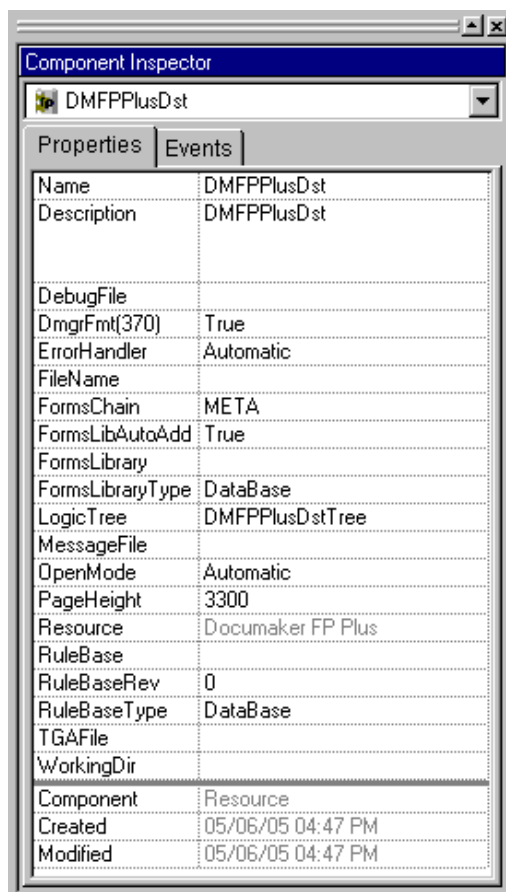 Component Inspector
DMFPPlusDst
Properties Events
Name DMFPPlusDst
Description DMFPPlusDst
DebugFile
DmgrFmt(370) True
ErrorHandler Automatic
FileName
FormsChain META
FormsLibAutoAdd True
FormsLibrary
FormsLibraryType DataBase
LogicTree DMFPPlusDstTree
MessageFile
OpenMode Automatic
PageHeight 3300
Resource Documaker FP Plus
RuleBase
RuleBaseRev 0
RuleBaseType DataBase
TGAFile
WorkingDir
Component Resource
Created 05/06/05 04:47 PM
Modified 05/06/05 04:47 PM